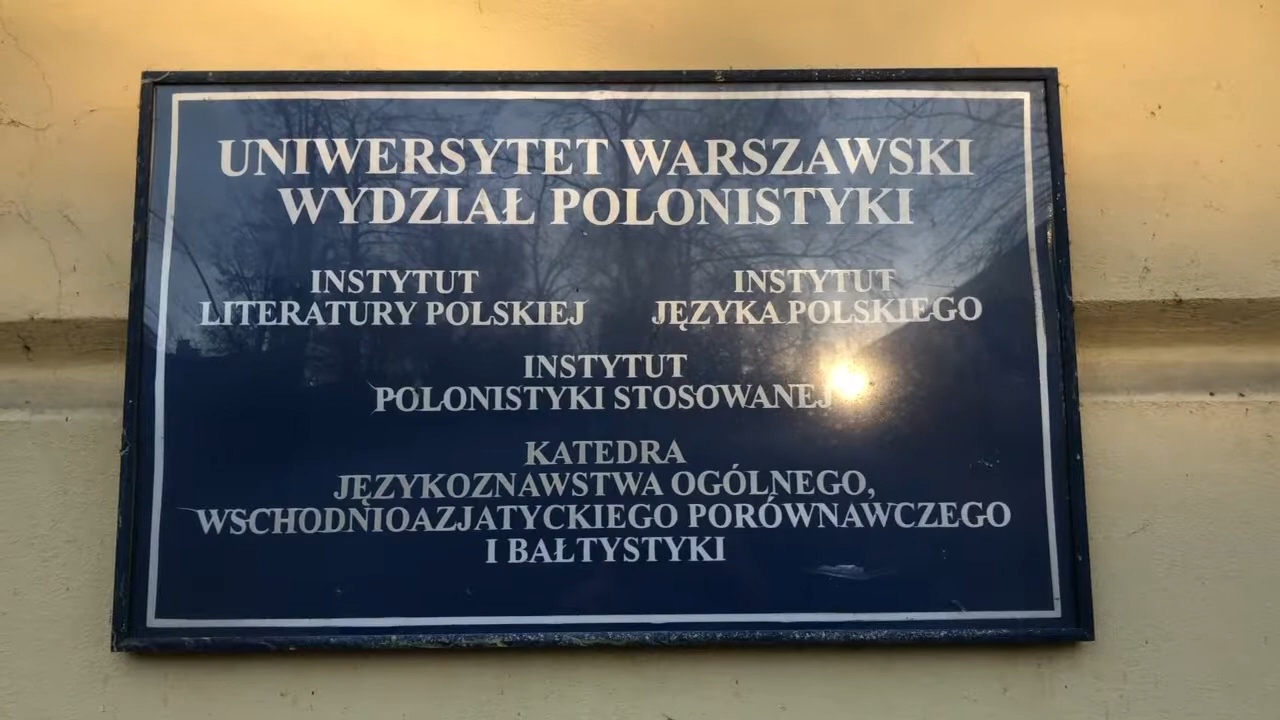 UNIWERSYTET WARSZAWSKI
WYDZIAŁ POLONISTYKI
INSTYTUT
LITERATURY POLSKIEJ
INSTYTUT
JĘZYKA POLSKIEGO
INSTYTUT
POLONISTYKI STOSOWANEJ
KATEDRA
JĘZYKOZNAWSTWA OGÓLNEGO,
WSCHODNIOAZJATYCKIEGO PORÓWNAWCZEGO
I BAŁTYSTYKI